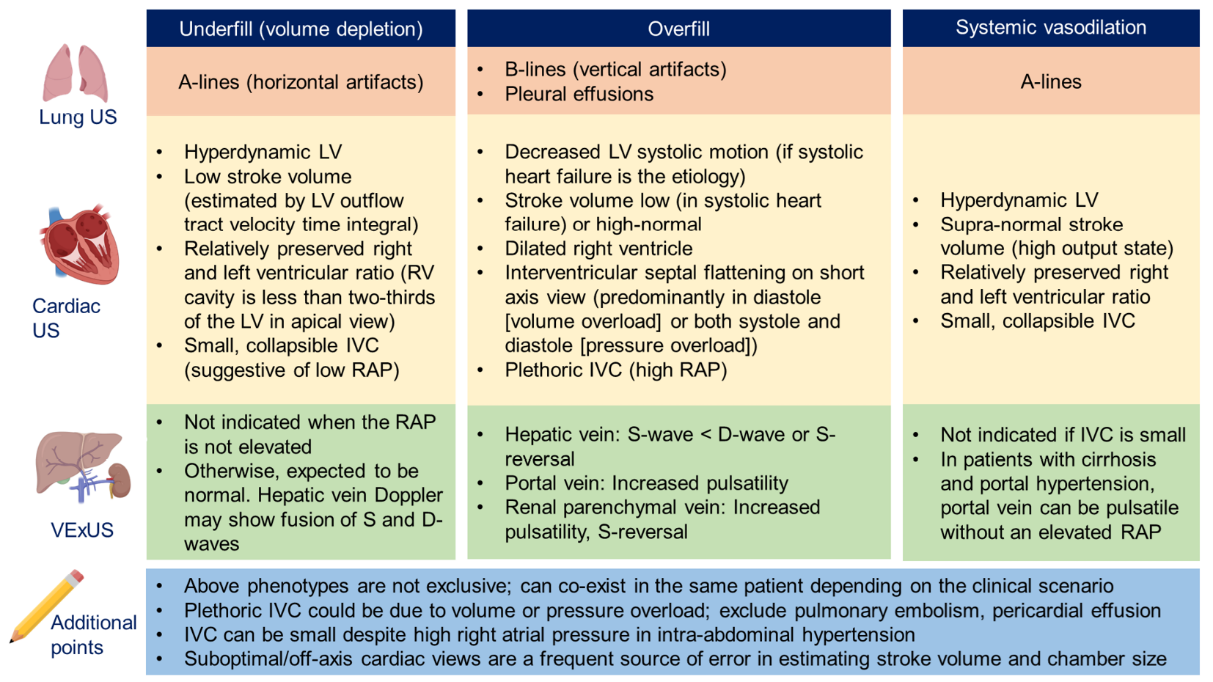 Underfill (volume depletion)
Overfill
Systemic vasodilation
Lung US
A-lines (horizontal artifacts)
• B-lines (vertical artifacts)
• Pleural effusions
A-lines
Cardiac
US
• Hyperdynamic LV
• Low stroke volume
(estimated by LV outflow
tract velocity time integral)
• Relatively preserved right
and left ventricular ratio (RV
cavity is less than two-thirds
of the LV in apical view)
• Small, collapsible IVC
(suggestive of low RAP)
• Decreased LV systolic motion (if systolic
heart failure is the etiology)
• Stroke volume low (in systolic heart
failure) or high-normal
• Dilated right ventricle
• Interventricular septal flattening on short
axis view (predominantly in diastole
[volume overload] or both systole and
diastole [pressure overload])
• Plethoric IVC (high RAP)
• Hyperdynamic LV
• Supra-normal stroke
volume (high output state)
• Relatively preserved right
and left ventricular ratio
• Small, collapsible IVC
VExUS
• Not indicated when the RAP
is not elevated
• Otherwise, expected to be
normal. Hepatic vein Doppler
may show fusion of S and D-
waves
• Hepatic vein: S-wave < D-wave or S-
reversal
• Portal vein: Increased pulsatility
• Renal parenchymal vein: Increased
pulsatility, S-reversal
• Not indicated if IVC is small
• In patients with cirrhosis
and portal hypertension,
portal vein can be pulsatile
without an elevated RAP
Additional
points
• Above phenotypes are not exclusive; can co-exist in the same patient depending on the clinical scenario
• Plethoric IVC could be due to volume or pressure overload; exclude pulmonary embolism, pericardial effusion
• IVC can be small despite high right atrial pressure in intra-abdominal hypertension
• Suboptimal/off-axis cardiac views are a frequent source of error in estimating stroke volume and chamber size